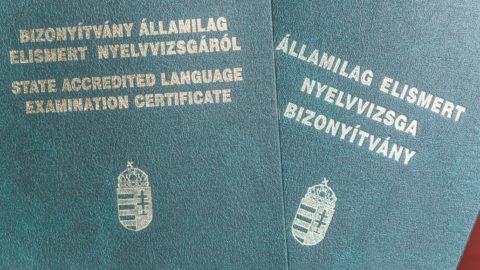 BIZONYÍTVÁNY ÁLLAMILAG
ELISMERT NYELVVIZSGÁRÓL
STATE ACCREDITED LANGUAGE
EXAMINATION CERTIFICATE
ÁLLAMILAG ELISMERT
NYELVVIZSGA
BIZONYÍTVÁNY